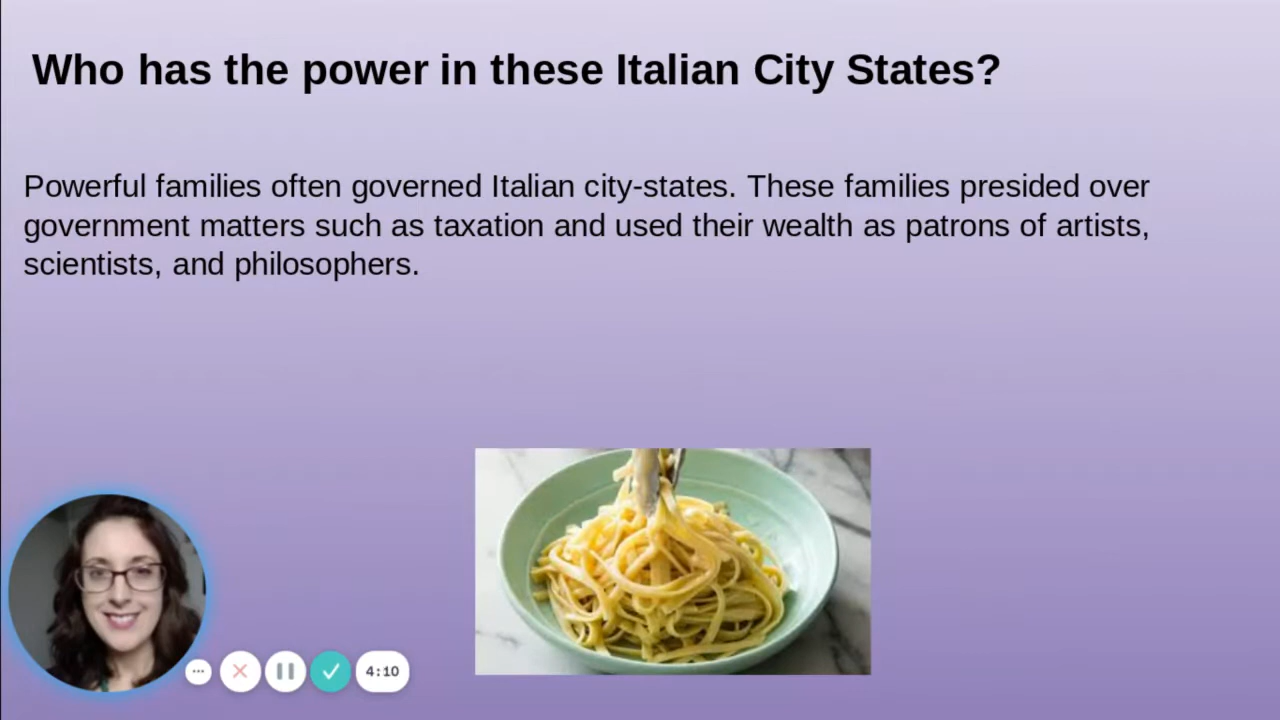 Who has the power in these Italian City States?
Powerful families often governed Italian city-states. These families presided over
government matters such as taxation and used their wealth as patrons of artists,
scientists, and philosophers.
4:10